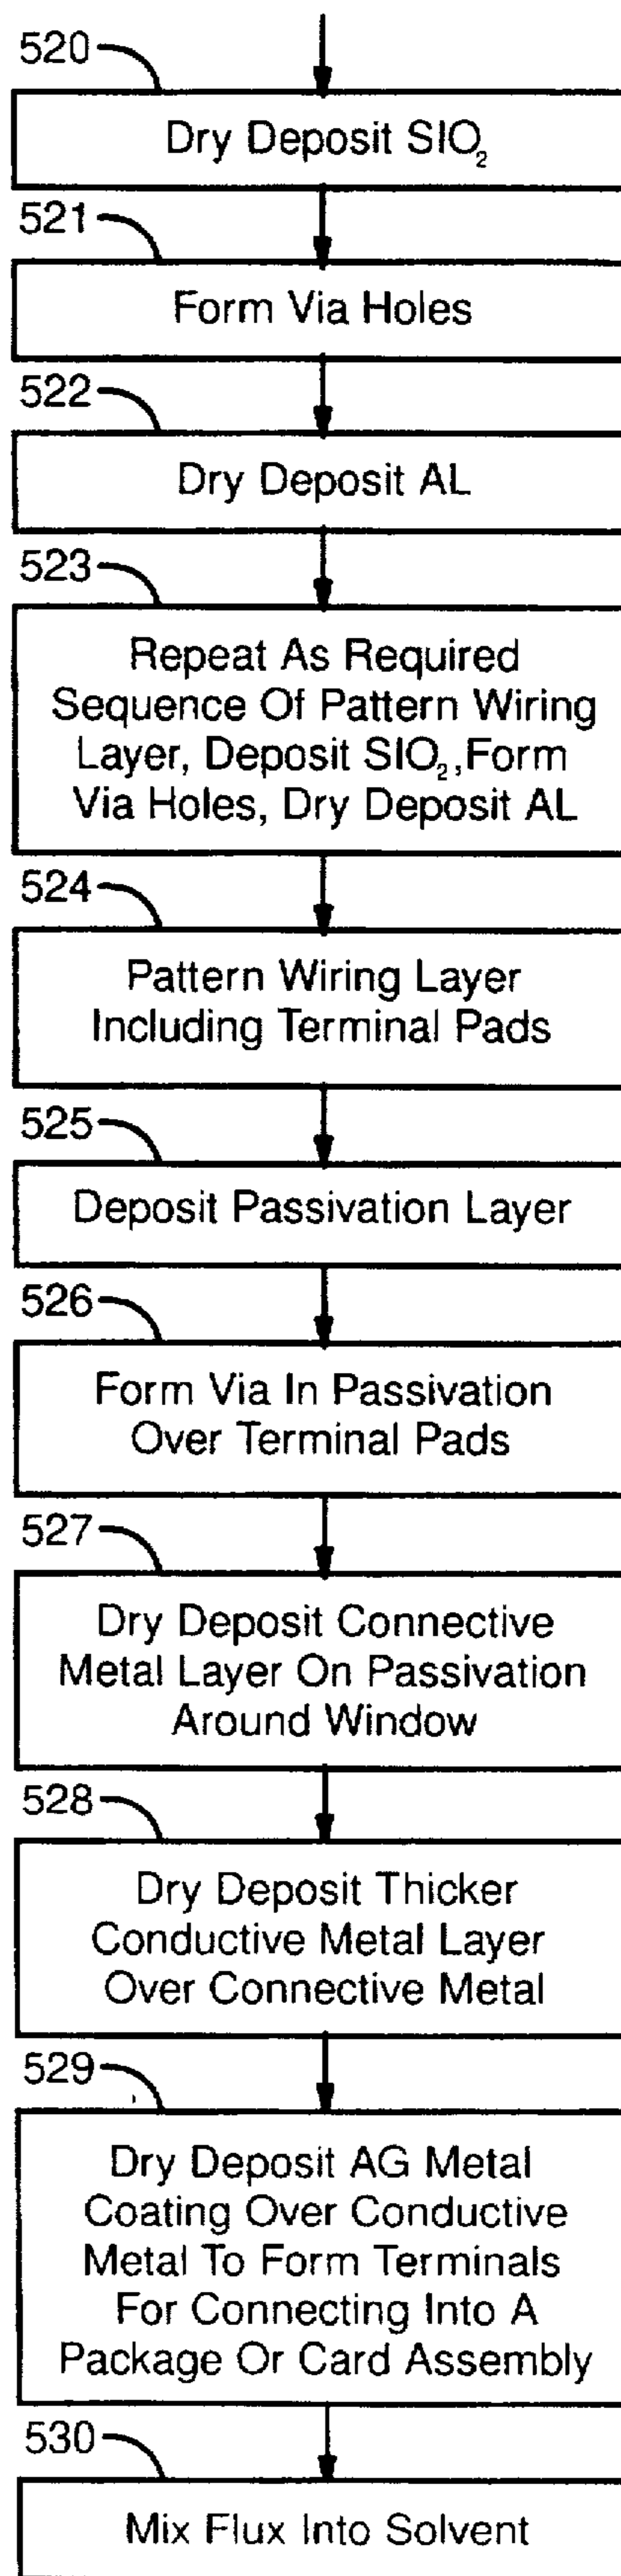 520
Dry Deposit SIO₂
521
Form Via Holes
522
Dry Deposit AL
523
Repeat As Required
Sequence Of Pattern Wiring
Layer, Deposit SIO₂,Form
Via Holes, Dry Deposit AL
524
Pattern Wiring Layer
Including Terminal Pads
525
Deposit Passivation Layer
526
Form Via In Passivation
Over Terminal Pads
527
Dry Deposit Connective
Metal Layer On Passivation
Around Window
528
Dry Deposit Thicker
Conductive Metal Layer
Over Connective Metal
529
Dry Deposit AG Metal
Coating Over Conductive
Metal To Form Terminals
For Connecting Into A
Package Or Card Assembly
530
Mix Flux Into Solvent